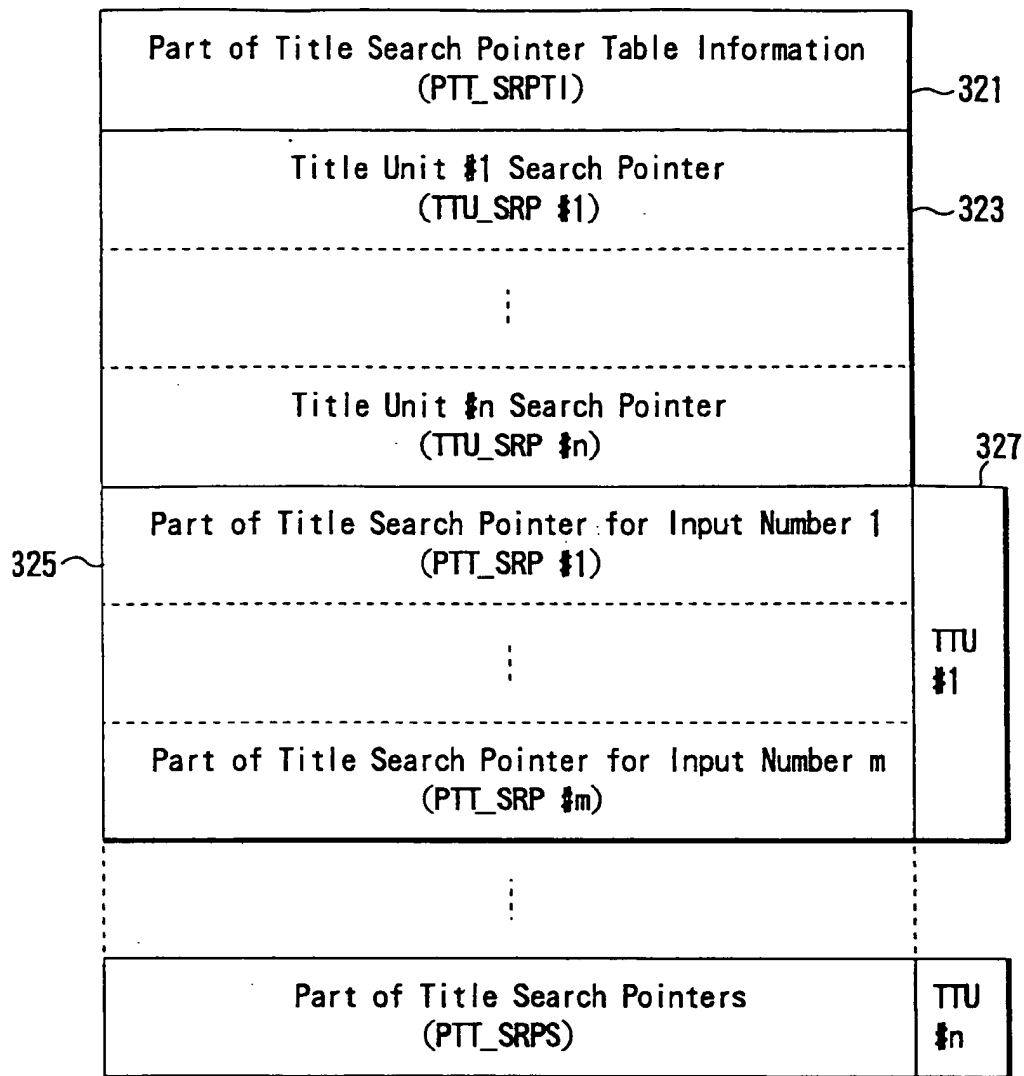 Part of Title Search Pointer Table Information
(PTT_SRPTI)
321
Title Unit #1 Search Pointer
(TTU_SRP #1)
323
Title Unit #n Search Pointer
(TTU_SRP #n)
327
Part of Title Search Pointer for Input Number 1
(PTT_SRP #1)
325
TTU
#1
Part of Title Search Pointer for Input Number m
(PTT_SRP #m)
Part of Title Search Pointers
(PTT_SRPS)
TTU
#n